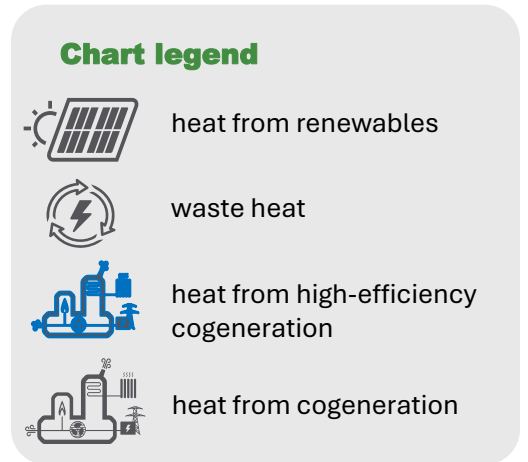 Chart legend
heat from renewables
waste heat
heat from high-efficiency
cogeneration
heat from cogeneration